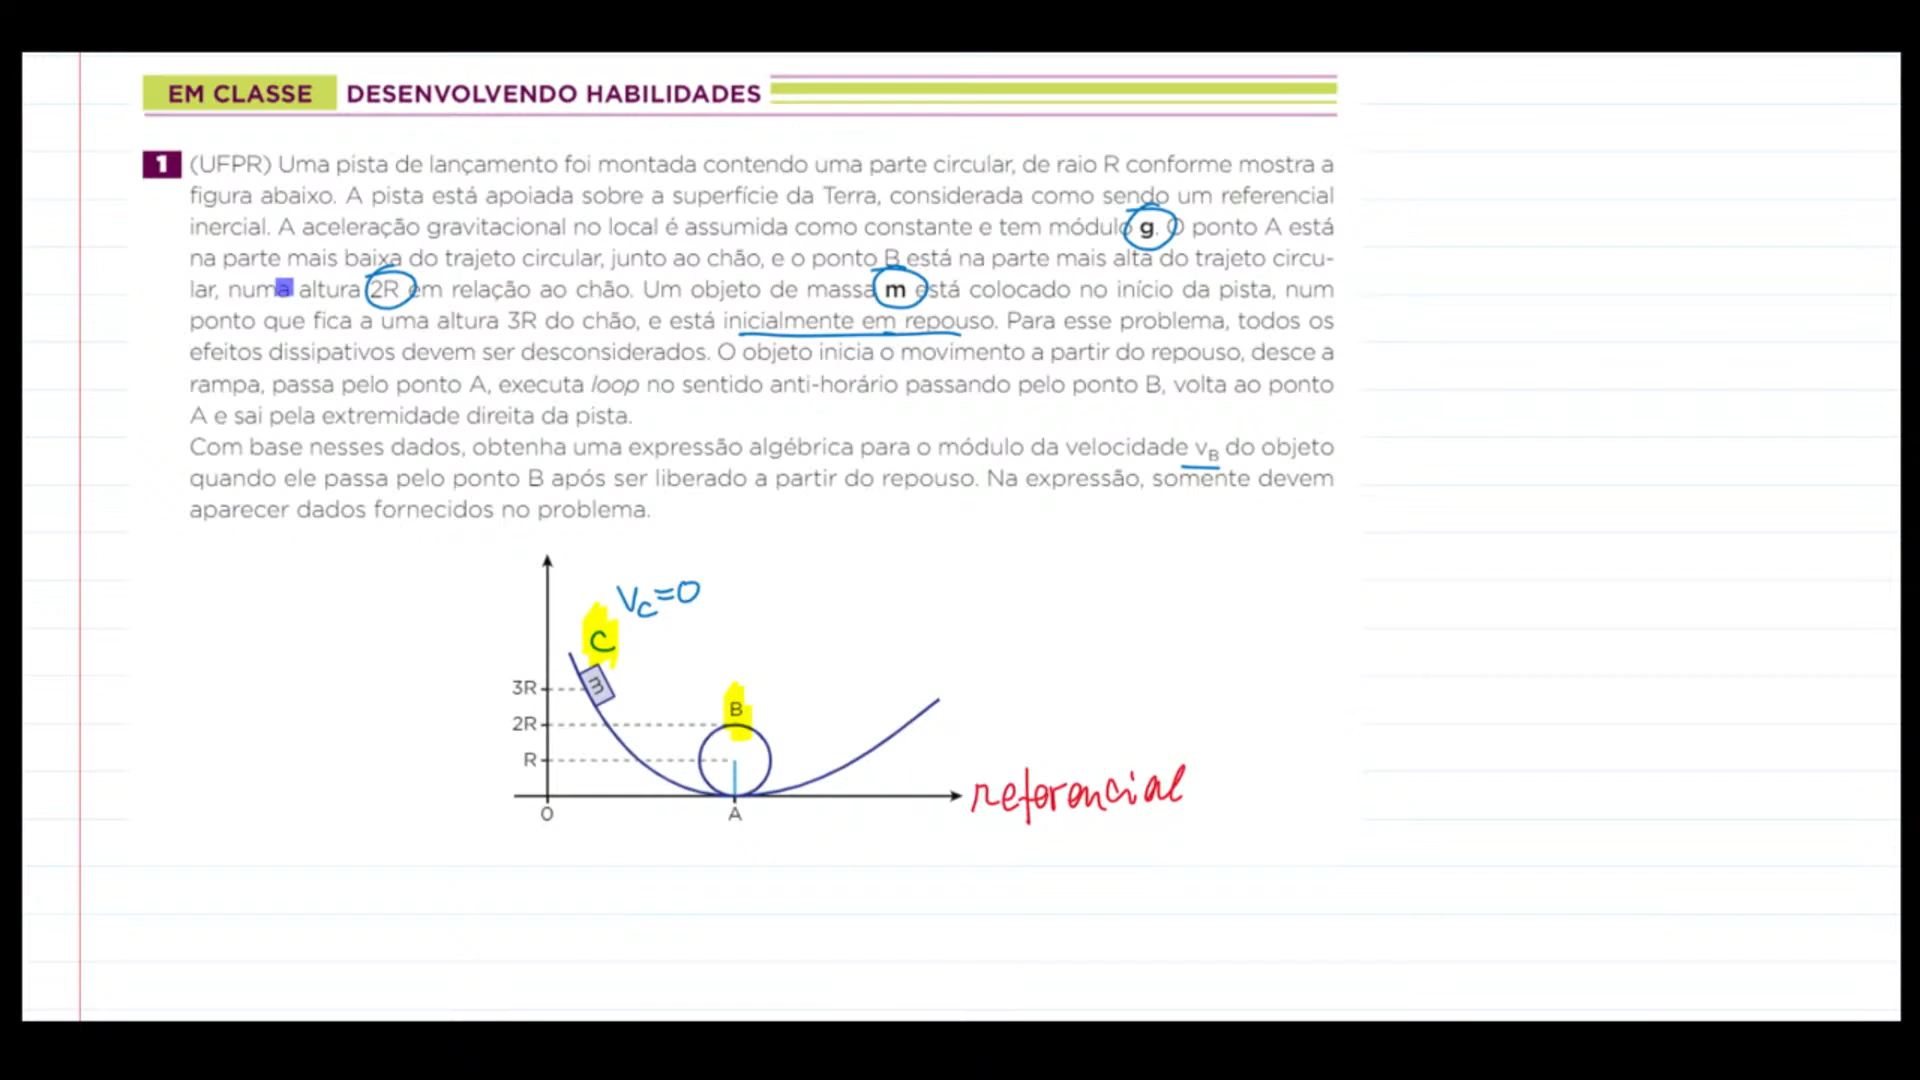 EM CLASSE DESENVOLVENDO HABILIDADES
1 (UFPR) Uma pista de lançamento foi montada contendo uma parte circular, de raio R conforme mostra a
figura abaixo. A pista está apoiada sobre a superfície da Terra, considerada como sendo um referencial
inercial. A aceleração gravitacional no local é assumida como constante e tem módulo g. O ponto A está
na parte mais baixa do trajeto circular, junto ao chão, e o ponto B está na parte mais alta do trajeto circu-
lar, numa altura 2R em relação ao chão. Um objeto de massa m está colocado no início da pista, num
ponto que fica a uma altura 3R do chão, e está inicialmente em repouso. Para esse problema, todos os
efeitos dissipativos devem ser desconsiderados. O objeto inicia o movimento a partir do repouso, desce a
rampa, passa pelo ponto A, executa loop no sentido anti-horário passando pelo ponto B, volta ao ponto
A e sai pela extremidade direita da pista.
Com base nesses dados, obtenha uma expressão algébrica para o módulo da velocidade v_B do objeto
quando ele passa pelo ponto B após ser liberado a partir do repouso. Na expressão, somente devem
aparecer dados fornecidos no problema.
V_C=0
C
m
3R
B
2R
R
referencial
0
A